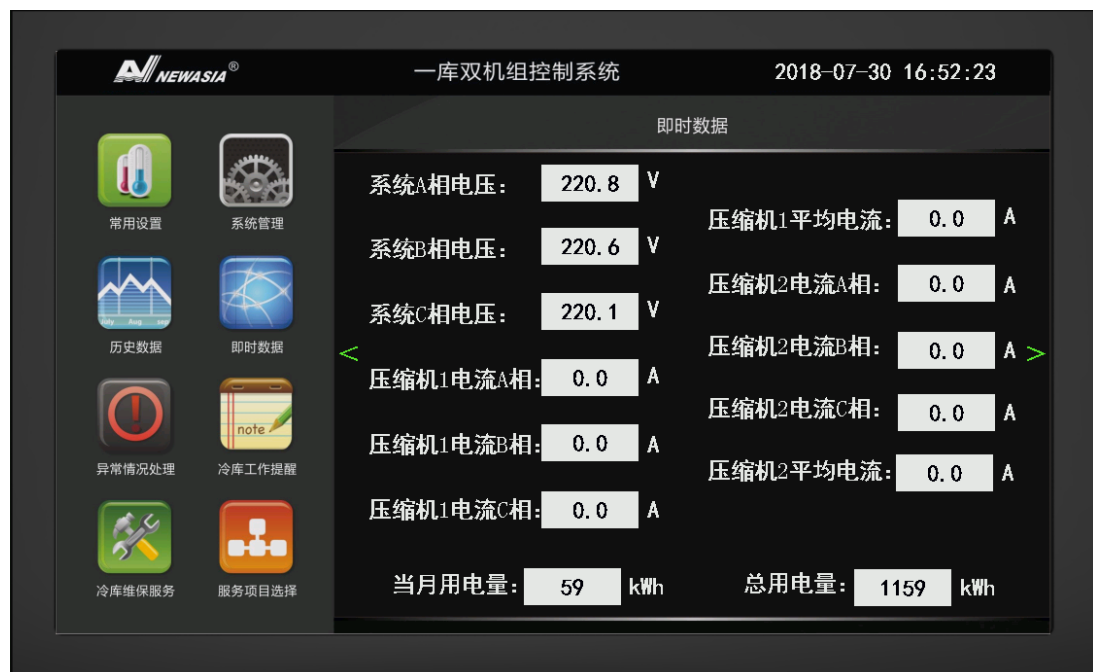 NEWASIA®
一库双机组控制系统
2018-07-30 16:52:23
常用设置
系统管理
July Aug. sep
历史数据
即时数据
异常情况处理
note
冷库工作提醒
冷库维保服务
服务项目选择
即时数据
系统A相电压: 220.8 V
系统B相电压: 220.6 V
系统C相电压: 220.1 V
压缩机1电流A相: 0.0 A
压缩机1电流B相: 0.0 A
压缩机1电流C相: 0.0 A
压缩机1平均电流: 0.0 A
压缩机2电流A相: 0.0 A
压缩机2电流B相: 0.0 A
压缩机2电流C相: 0.0 A
压缩机2平均电流: 0.0 A
< >
当月用电量: 59 kWh
总用电量: 1159 kWh